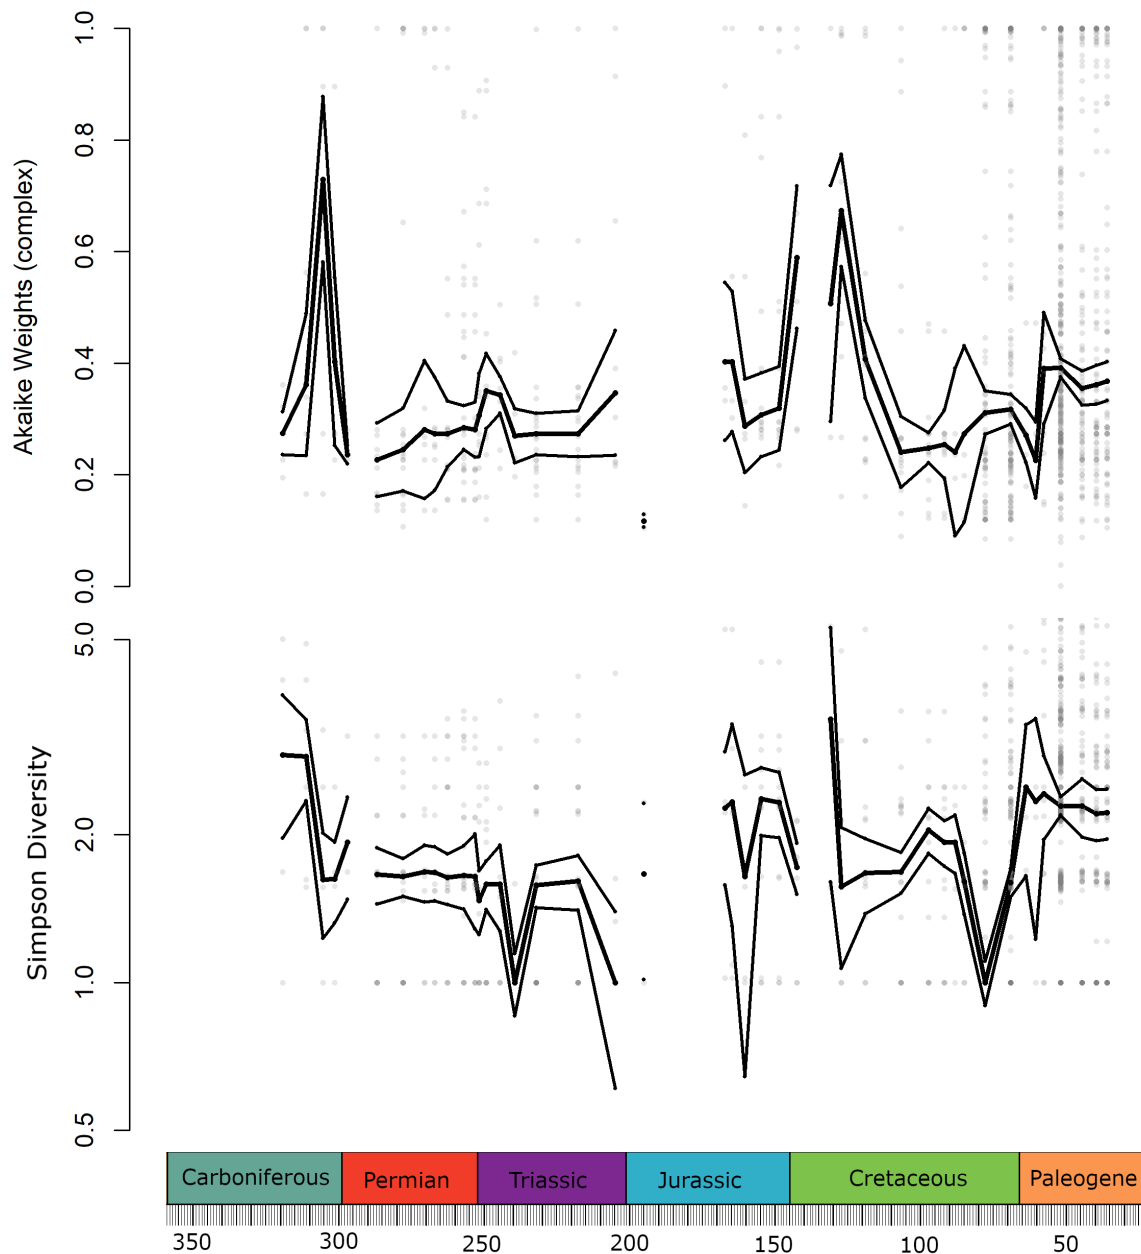 Akaike Weights (complex)
1.0
0.8
0.6
0.4
0.2
0.0
Simpson Diversity
5.0
2.0
1.0
0.5
Carboniferous Permian Triassic Jurassic Cretaceous Paleogene
350 300 250 200 150 100 50